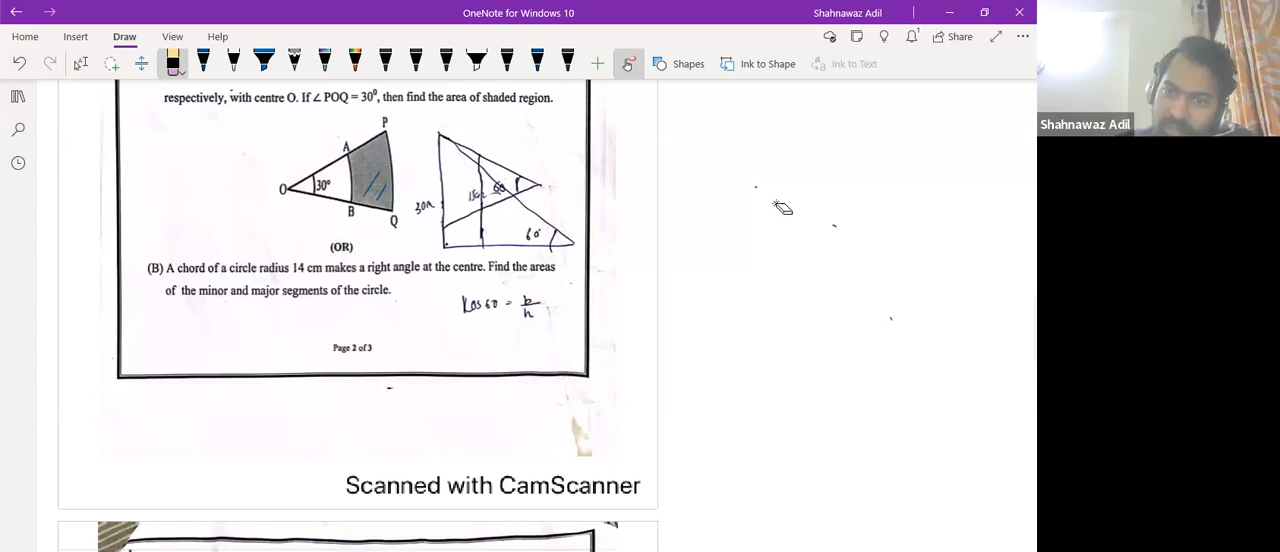 OneNote for Windows 10
Shahnawaz Adil
Home Insert Draw View Help
Share
Shapes Ink to Shape Ink to Text
Shahnawaz Adil
respectively, with centre O. If ∠ POQ = 30⁰, then find the area of shaded region.
P
A
O 30°
B
Q
60
60
(OR)
(B) A chord of a circle radius 14 cm makes a right angle at the centre. Find the areas
of the minor and major segments of the circle.
Cos 60 = b/h
Page 2 of 3
Scanned with CamScanner